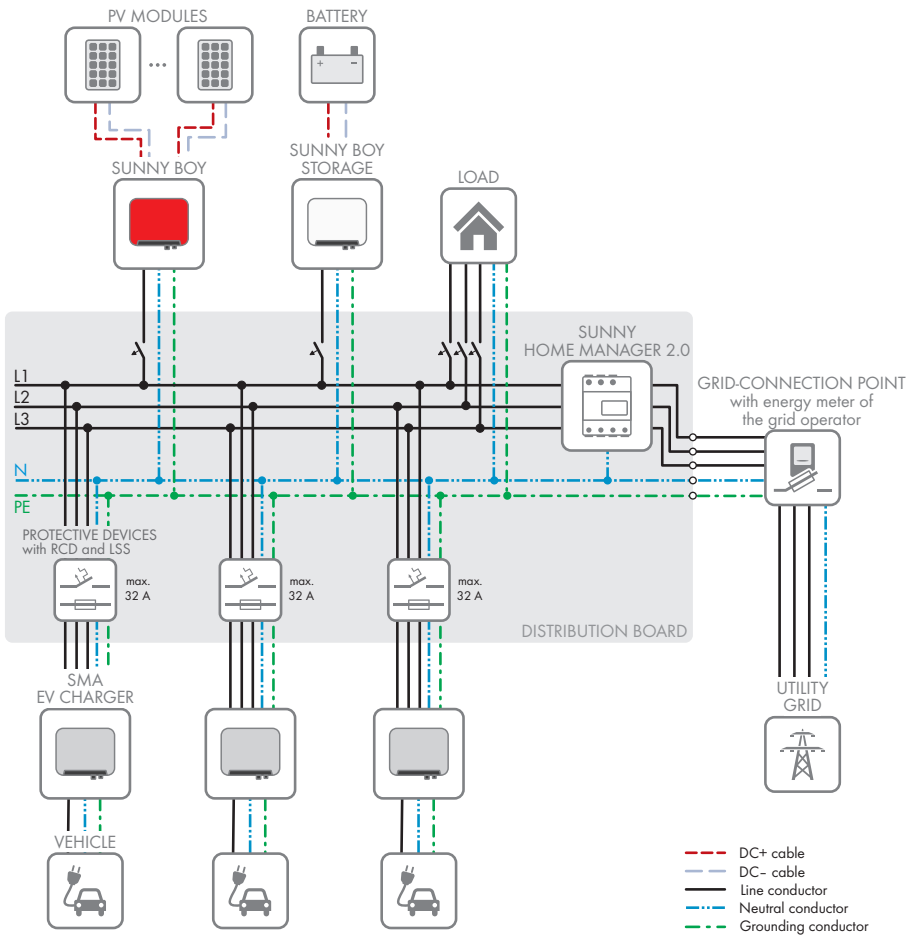 PV MODULES
BATTERY
SUNNY BOY
SUNNY BOY
STORAGE
LOAD
SUNNY
HOME MANAGER 2.0
L1
L2
L3
GRID-CONNECTION POINT
with energy meter of
the grid operator
N
PE
PROTECTIVE DEVICES
with RCD and LSS
max.
32 A
max.
32 A
max.
32 A
DISTRIBUTION BOARD
SMA
EV CHARGER
UTILITY
GRID
VEHICLE
DC+ cable
DC– cable
Line conductor
Neutral conductor
Grounding conductor